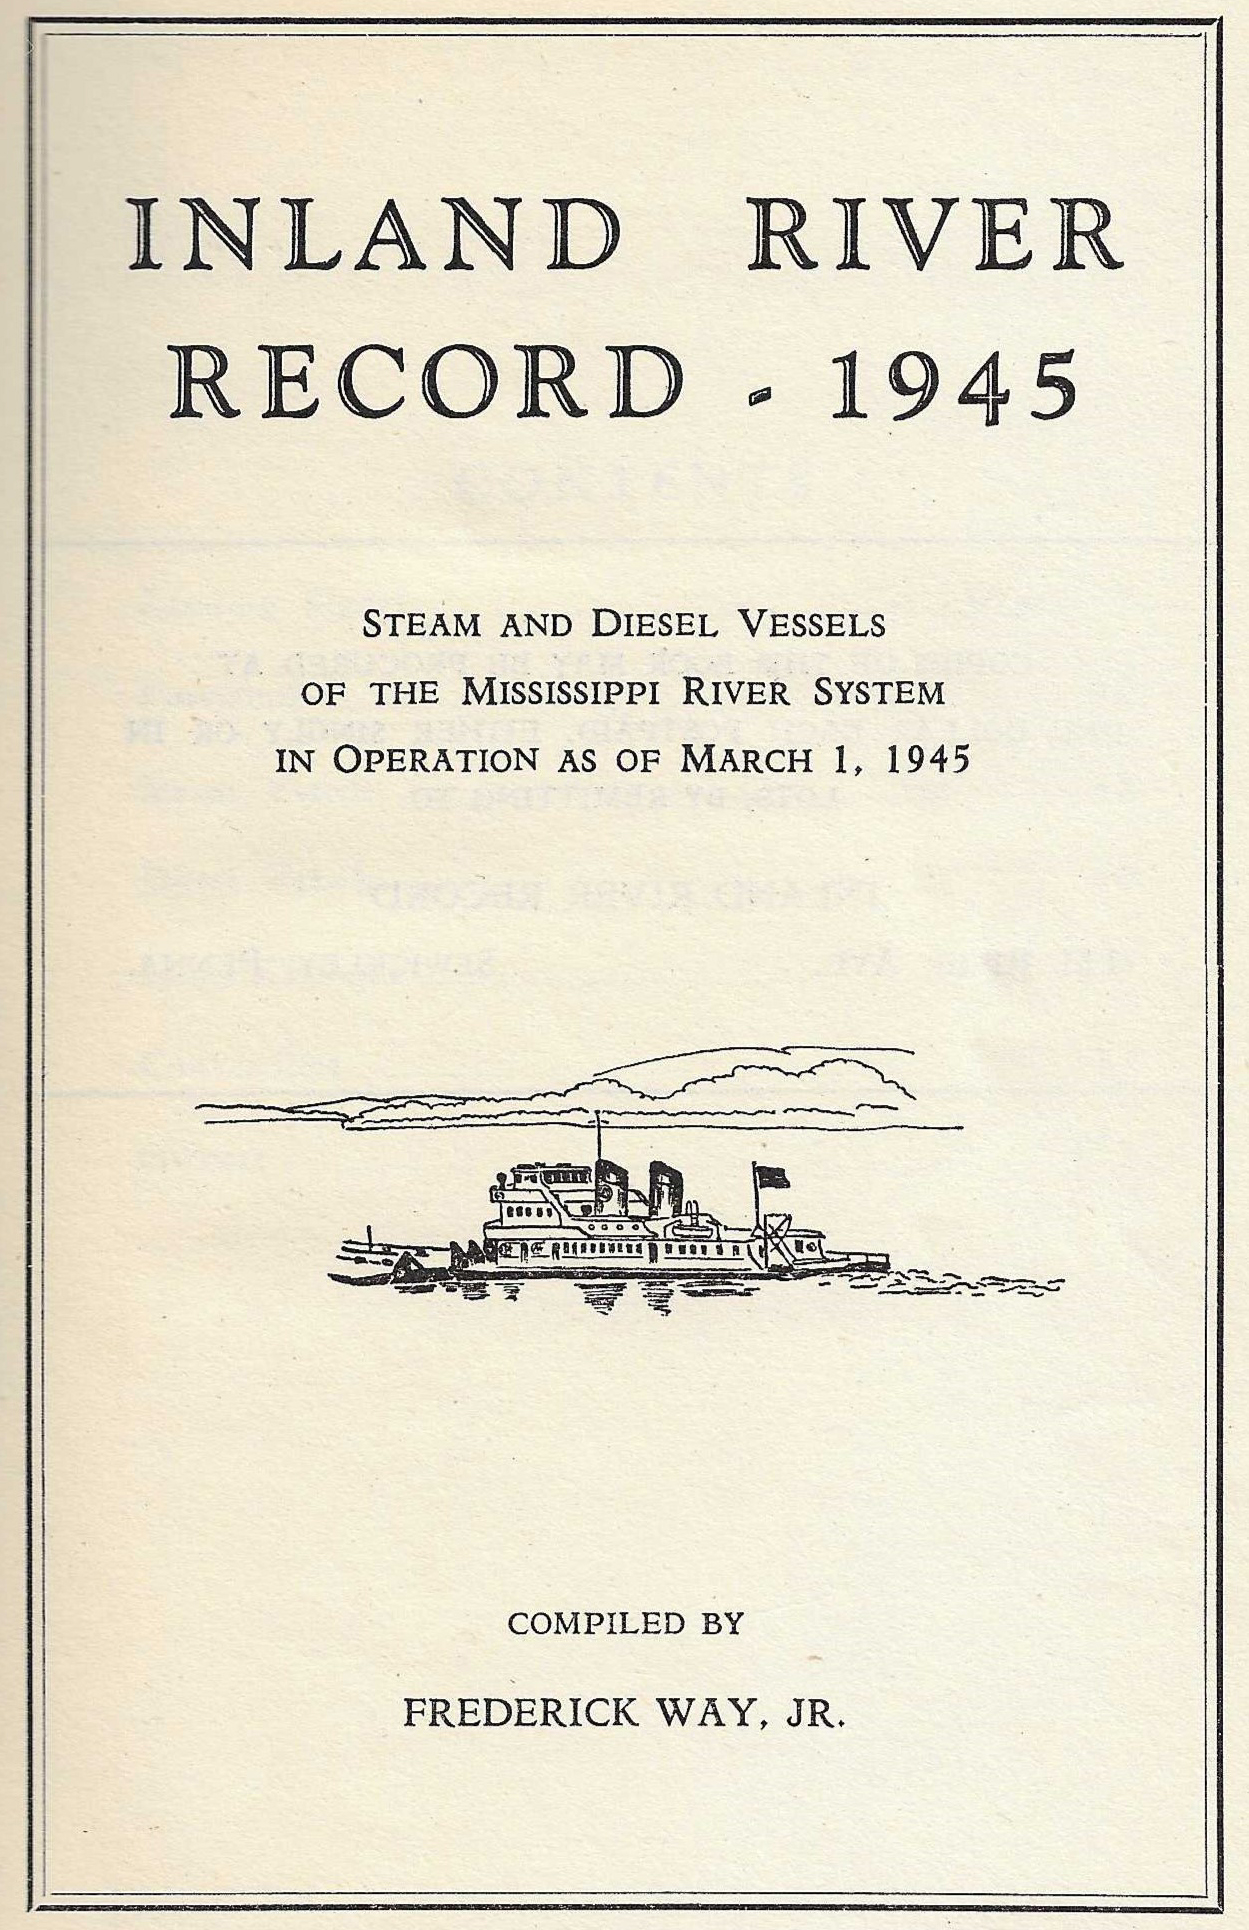 INLAND RIVER
RECORD - 1945
STEAM AND DIESEL VESSELS
OF THE MISSISSIPPI RIVER SYSTEM
IN OPERATION AS OF MARCH 1, 1945
COMPILED BY
FREDERICK WAY, JR.